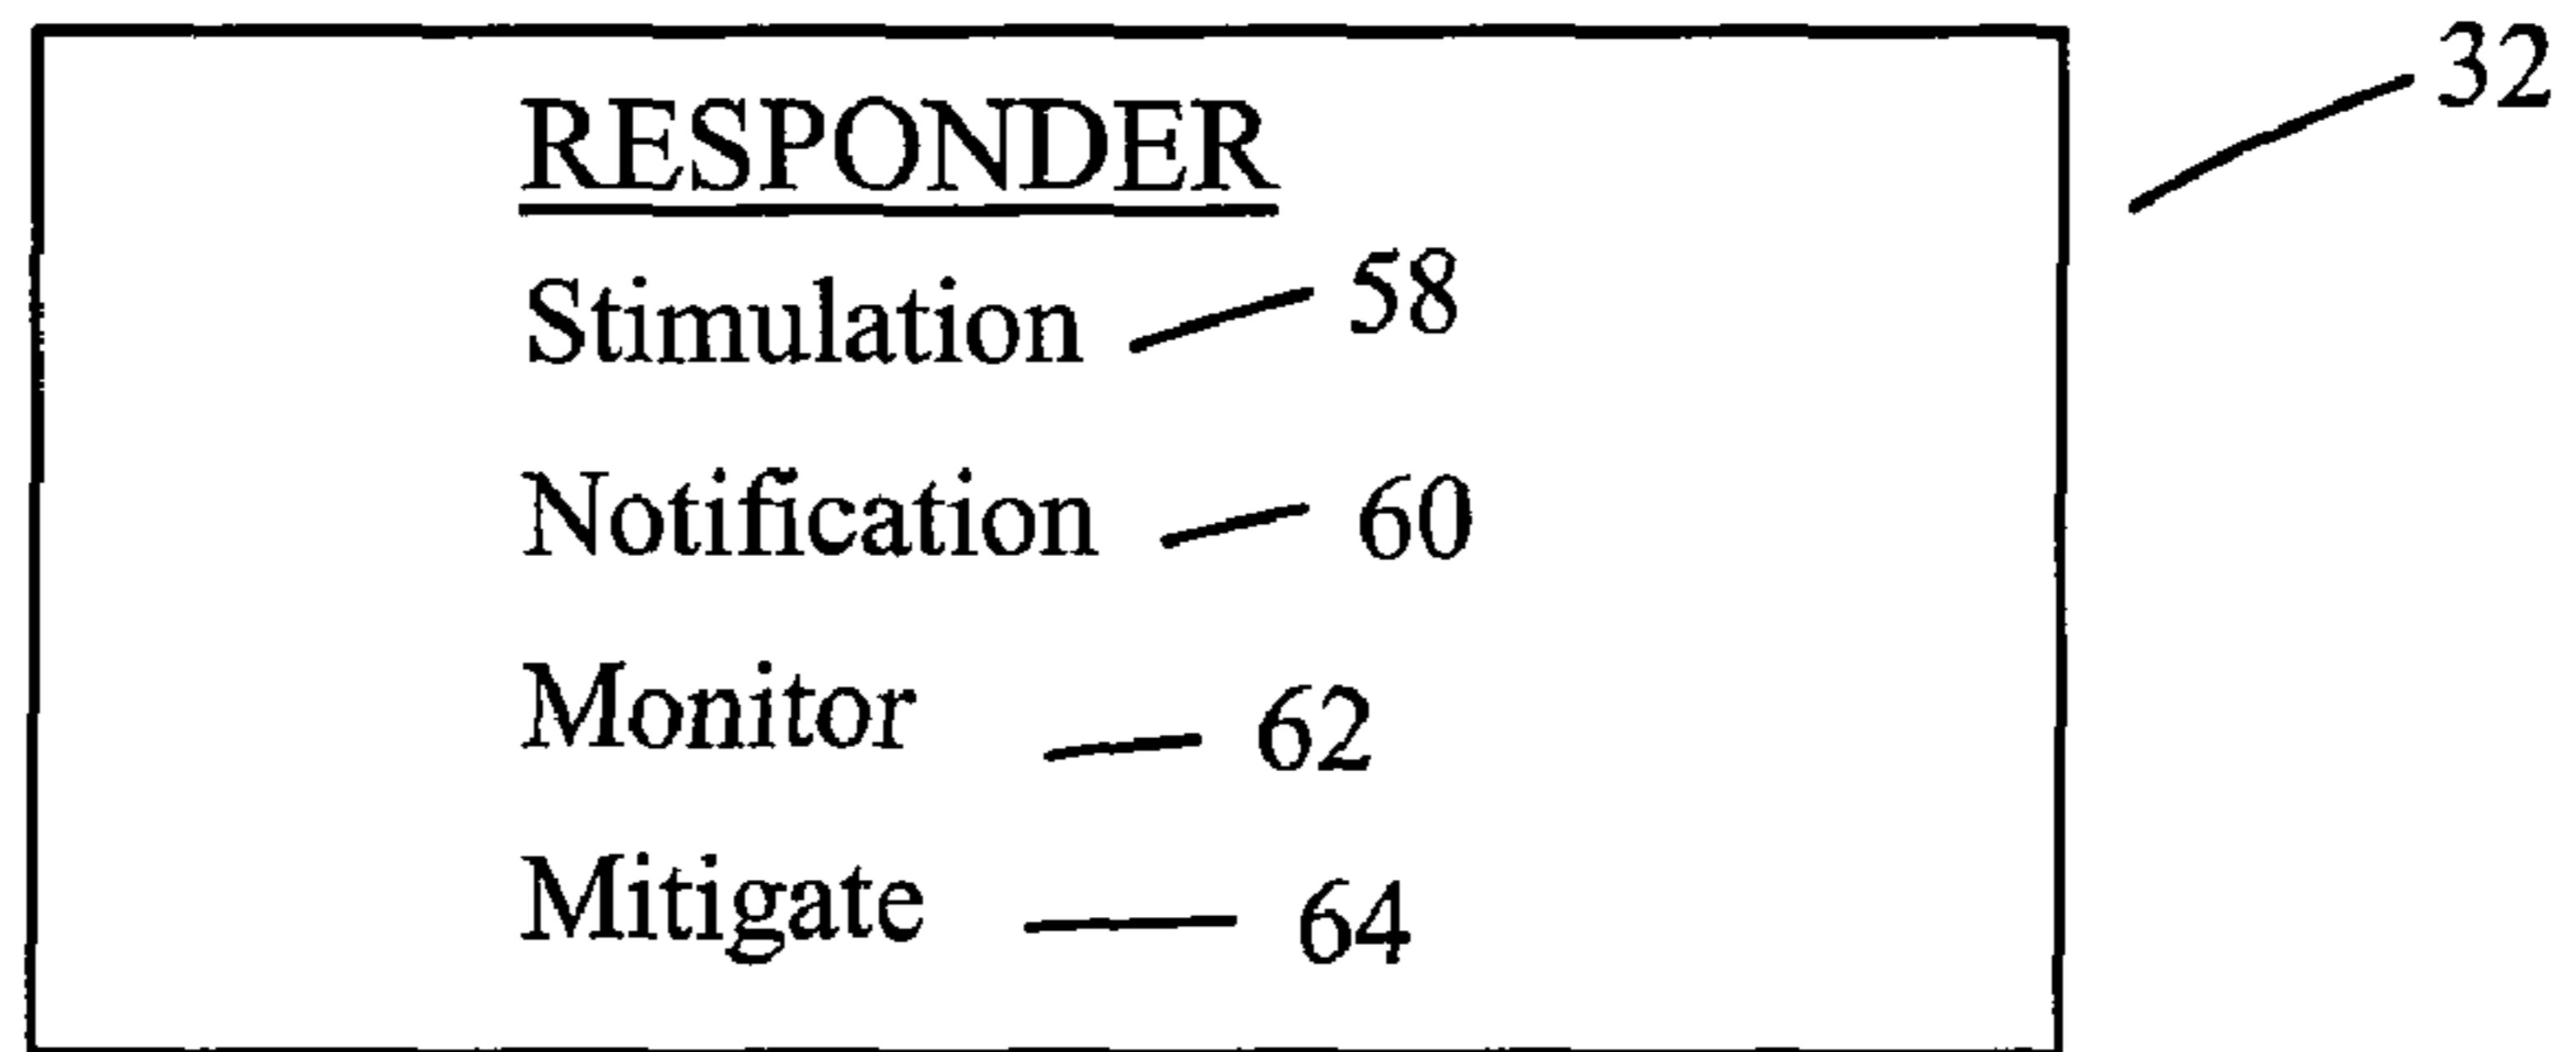 32
RESPONDER
Stimulation 58
Notification 60
Monitor 62
Mitigate 64